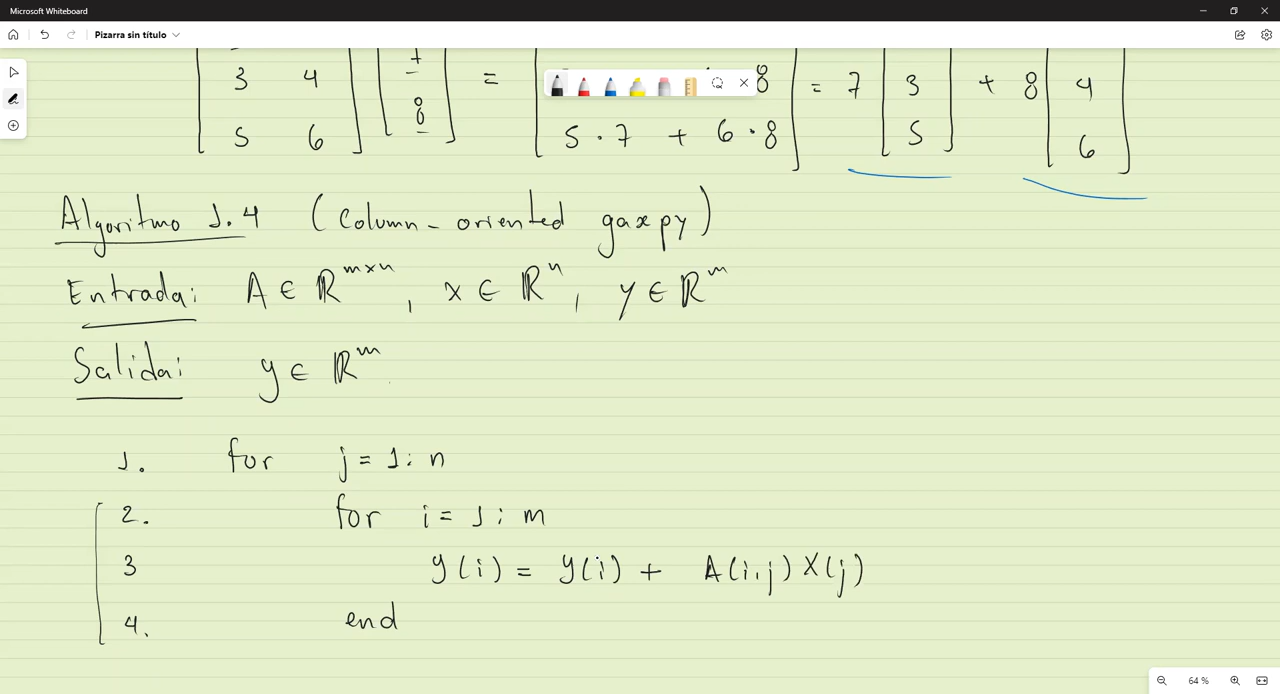 Microsoft Whiteboard
Pizarra sin título
3 4 = 8 = 7 3 + 8 4
8
5 6 5 · 7 + 6 · 8 5 6
Algoritmo 1.4 (Column-oriented gaxpy)
Entrada: A ∈ ℝ^{m×n}, x ∈ ℝ^n, y ∈ ℝ^m
Salida: y ∈ ℝ^m
1. for j = 1:n
2. for i = 1:m
3 y(i) = y(i) + A(i,j) x(j)
4. end
64 %